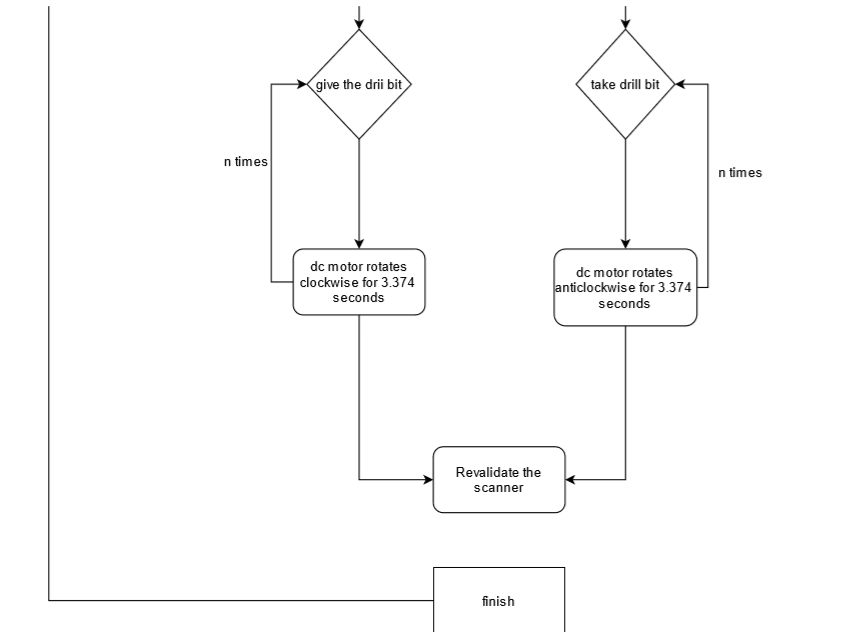 give the drii bit
take drill bit
n times
n times
dc motor rotates
clockwise for 3.374
seconds
dc motor rotates
anticlockwise for 3.374
seconds
Revalidate the
scanner
finish